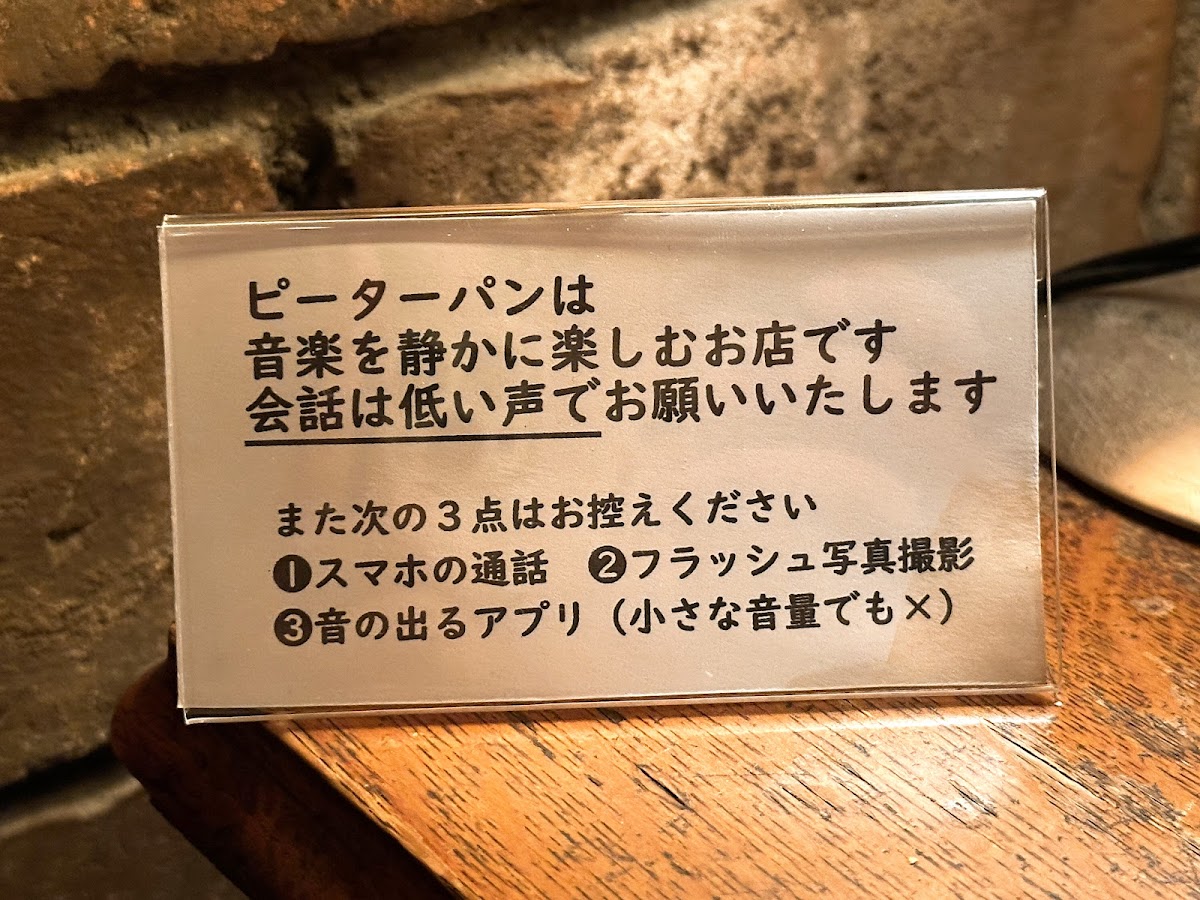 ピーターパンは
音楽を静かに楽しむお店です
会話は低い声でお願いいたします
また次の3点はお控えください
❶スマホの通話　❷フラッシュ写真撮影
❸音の出るアプリ（小さな音量でも×）